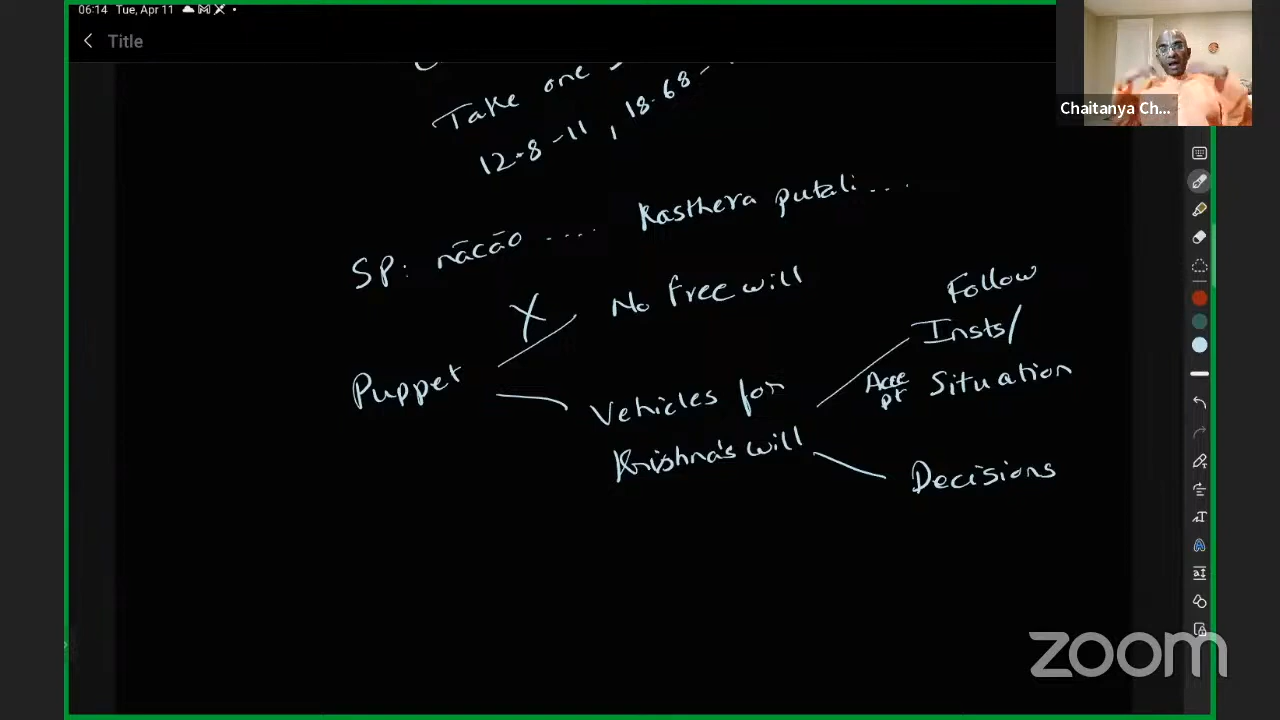 06:14 Tue, Apr 11
Title
Chaitanya Ch...
Take one
12.8-11, 18.68-
SP: nācāo .... Kasthera putali ...
X No free will
Puppet
Vehicles for
Krishna's will
Follow
Insts/
Acce
pt Situation
Decisions
zoom